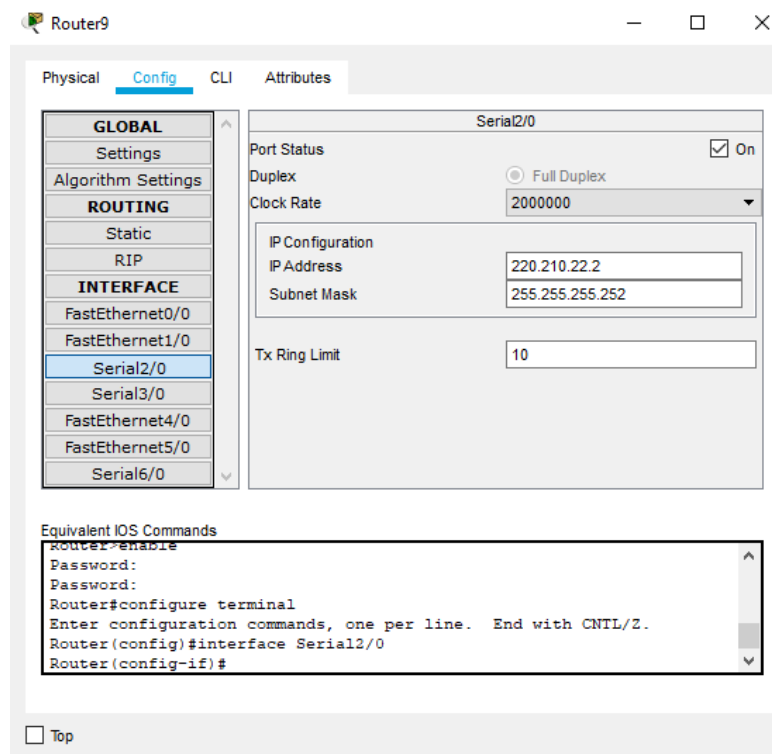 Router9
Physical Config CLI Attributes
GLOBAL
Settings
Algorithm Settings
ROUTING
Static
RIP
INTERFACE
FastEthernet0/0
FastEthernet1/0
Serial2/0
Serial3/0
FastEthernet4/0
FastEthernet5/0
Serial6/0
Serial2/0
Port Status On
Duplex Full Duplex
Clock Rate 2000000
IP Configuration
IP Address 220.210.22.2
Subnet Mask 255.255.255.252
Tx Ring Limit 10
Equivalent IOS Commands
Router>enable
Password:
Password:
Router#configure terminal
Enter configuration commands, one per line. End with CNTL/Z.
Router(config)#interface Serial2/0
Router(config-if)#
Top